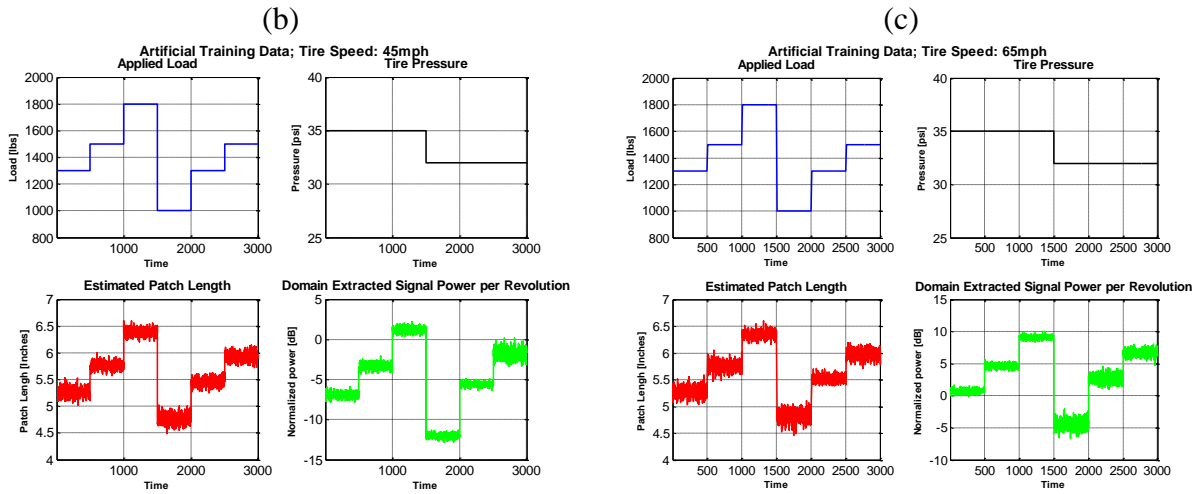 (b)
Artificial Training Data; Tire Speed: 45mph
Applied Load
2000
1800
1600
1400
1200
1000
800
Load [lbs]
1000 2000 3000
Time
Tire Pressure
40
35
30
25
Pressure [psi]
1000 2000 3000
Time
Estimated Patch Length
7
6.5
6
5.5
5
4.5
4
Patch Lengh [Inches]
1000 2000 3000
Time
Domain Extracted Signal Power per Revolution
5
0
-5
-10
-15
Normalized power [dB]
1000 2000 3000
Time
(c)
Artificial Training Data; Tire Speed: 65mph
Applied Load
2000
1800
1600
1400
1200
1000
800
Load [lbs]
500 1000 1500 2000 2500 3000
Time
Tire Pressure
40
35
30
25
Pressure [psi]
500 1000 1500 2000 2500 3000
Time
Estimated Patch Length
7
6.5
6
5.5
5
4.5
4
Patch Lengh [Inches]
500 1000 1500 2000 2500 3000
Time
Domain Extracted Signal Power per Revolution
15
10
5
0
-5
-10
Normalized power [dB]
500 1000 1500 2000 2500 3000
Time